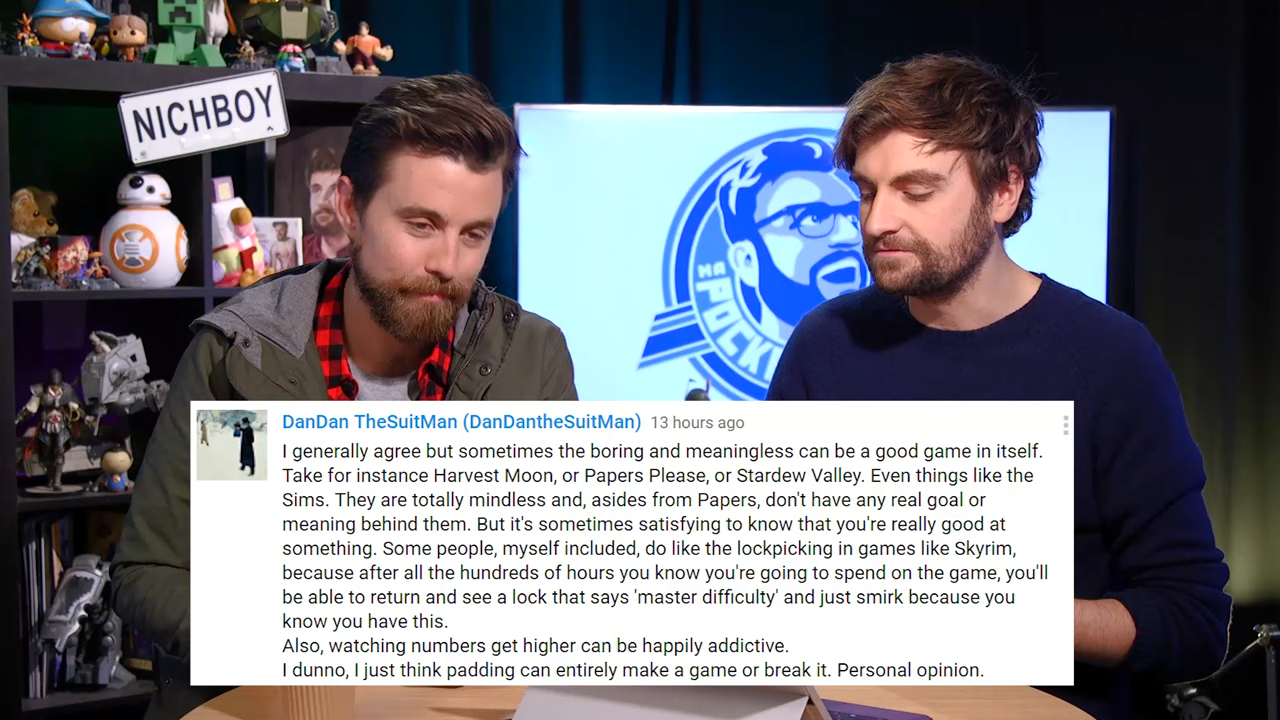 NICHBOY
MR
POCK
DanDan TheSuitMan (DanDantheSuitMan) 13 hours ago
I generally agree but sometimes the boring and meaningless can be a good game in itself.
Take for instance Harvest Moon, or Papers Please, or Stardew Valley. Even things like the
Sims. They are totally mindless and, asides from Papers, don't have any real goal or
meaning behind them. But it's sometimes satisfying to know that you're really good at
something. Some people, myself included, do like the lockpicking in games like Skyrim,
because after all the hundreds of hours you know you're going to spend on the game, you'll
be able to return and see a lock that says 'master difficulty' and just smirk because you
know you have this.
Also, watching numbers get higher can be happily addictive.
I dunno, I just think padding can entirely make a game or break it. Personal opinion.